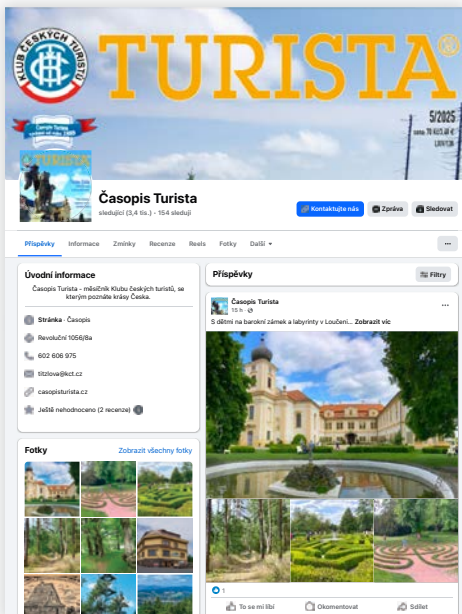 KLUB ČESKÝCH TURISTŮ
TURISTA
5/2025
Časopis Turista
TURISTA
Časopis Turista
sledující (3,4 tis.) • 154 sledují
Kontaktujte nás
Zpráva
Sledovat
Příspěvky
Informace
Zmínky
Recenze
Reels
Fotky
Další
Úvodní informace
Časopis Turista - měsíčník Klubu českých turistů, se
kterým poznáte krásy Česka.
Stránka · Časopis
Revoluční 1056/8a
602 606 975
titzlova@kct.cz
casopisturista.cz
Ještě nehodnoceno (2 recenze)
Fotky
Zobrazit všechny fotky
Příspěvky
Filtry
Časopis Turista
15 h ·
S dětmi na barokní zámek a labyrinty v Loučeni... Zobrazit víc
1
To se mi líbí
Okomentovat
Sdílet